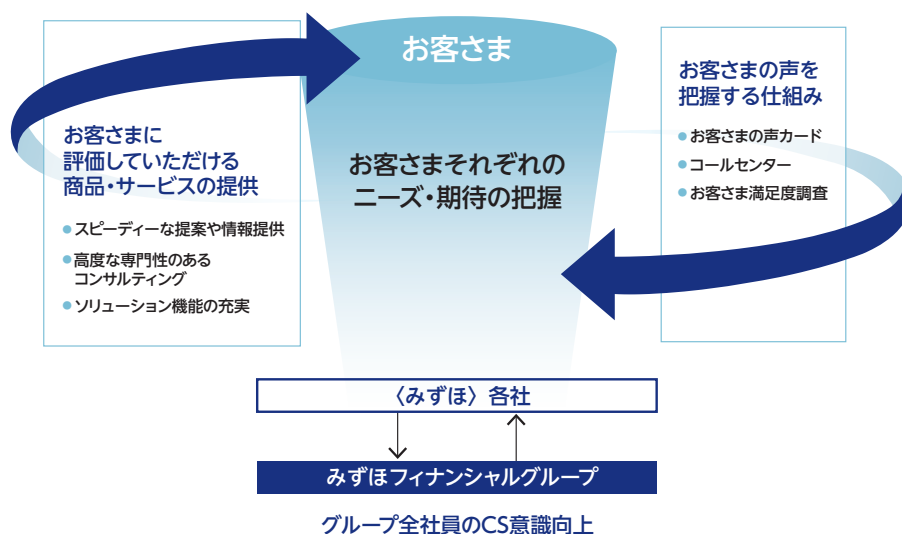 お客さま
お客さまに
評価していただける
商品・サービスの提供
●スピーディーな提案や情報提供
●高度な専門性のある
コンサルティング
●ソリューション機能の充実
お客さまそれぞれの
ニーズ・期待の把握
お客さまの声を
把握する仕組み
●お客さまの声カード
●コールセンター
●お客さま満足度調査
〈みずほ〉各社
みずほフィナンシャルグループ
グループ全社員のCS意識向上